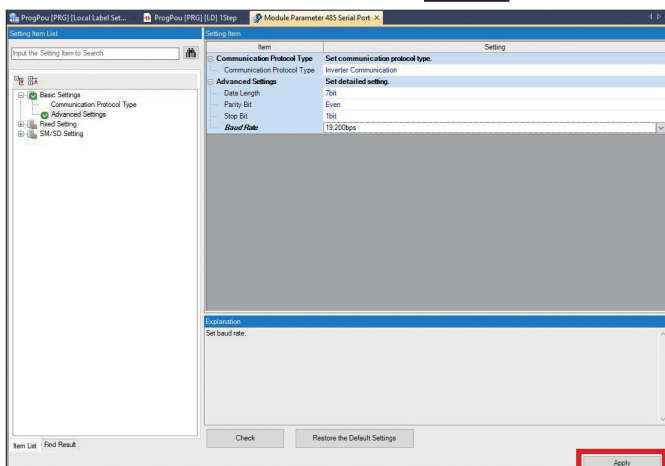 ProgPou [PRG] [Local Label Set... ProgPou [PRG] [LD] 1Step Module Parameter 485 Serial Port
Setting Item List
Input the Setting Item to Search
Basic Settings
Communication Protocol Type
Advanced Settings
Fixed Setting
SM/SD Setting
Item List Find Result
Setting Item
Item Setting
Communication Protocol Type Set communication protocol type.
Communication Protocol Type Inverter Communication
Advanced Settings Set detailed setting.
Data Length 7bit
Parity Bit Even
Stop Bit 1bit
Baud Rate 19,200bps
Explanation
Set baud rate.
Check Restore the Default Settings
Apply